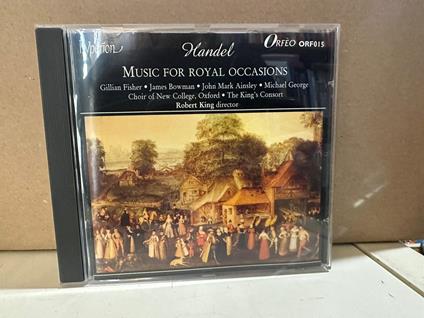 hyperion
Handel
ORFEO ORF015
MUSIC FOR ROYAL OCCASIONS
Gillian Fisher • James Bowman • John Mark Ainsley • Michael George
Choir of New College, Oxford • The King's Consort
Robert King director